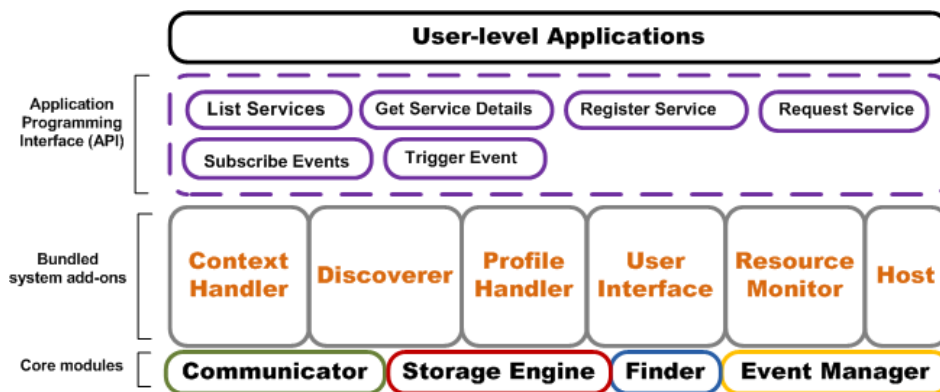 User-level Applications
Application
Programming
Interface (API)
List Services
Get Service Details
Register Service
Request Service
Subscribe Events
Trigger Event
Bundled
system add-ons
Context
Handler
Discoverer
Profile
Handler
User
Interface
Resource
Monitor
Host
Core modules
Communicator
Storage Engine
Finder
Event Manager